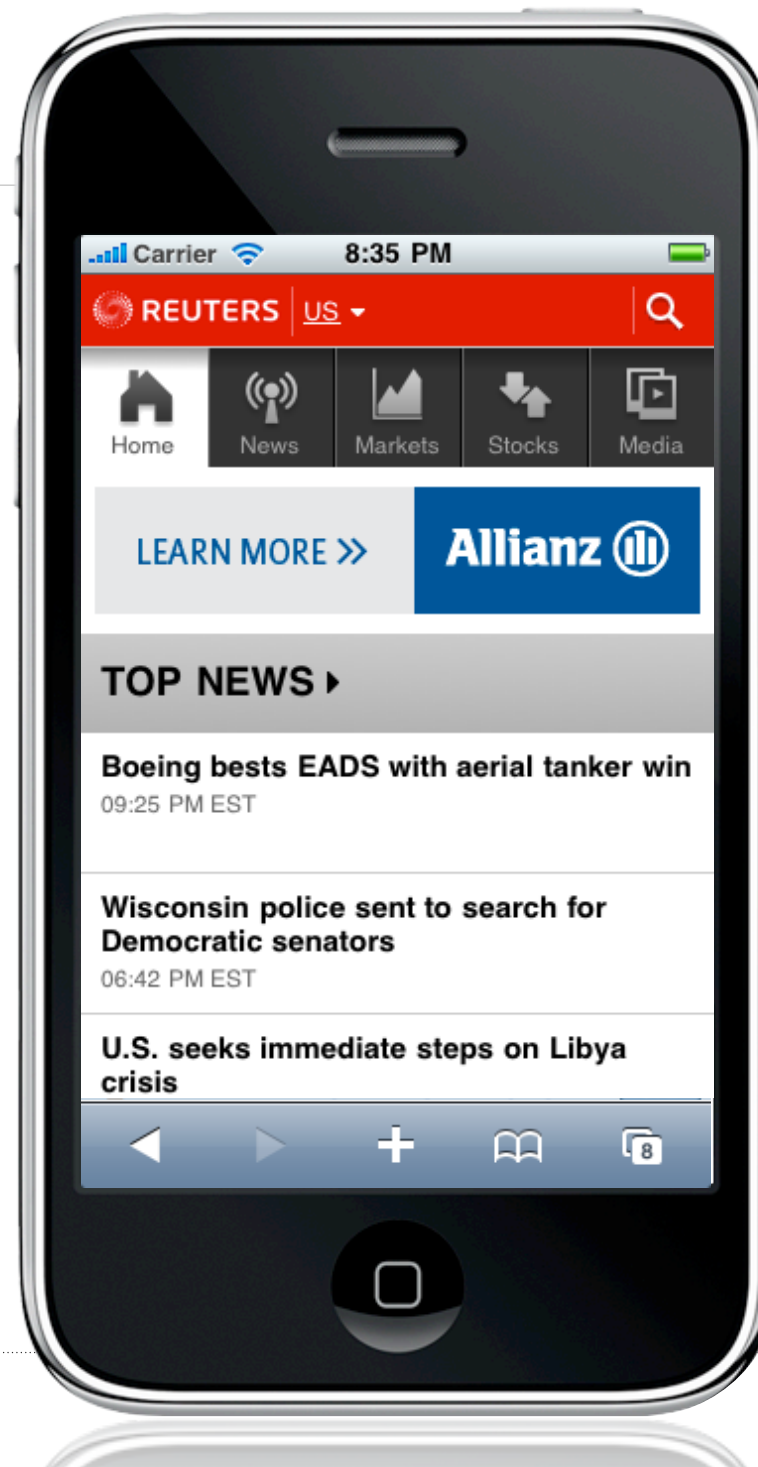 Carrier 8:35 PM
REUTERS US
Home News Markets Stocks Media
LEARN MORE >> Allianz
TOP NEWS
Boeing bests EADS with aerial tanker win
09:25 PM EST
Wisconsin police sent to search for
Democratic senators
06:42 PM EST
U.S. seeks immediate steps on Libya
crisis
8